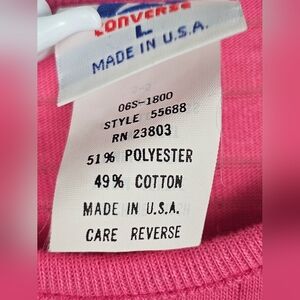 CONVERSE
L
MADE IN U.S.A.
06S-1800
STYLE 55688
RN 23803
51% POLYESTER
49% COTTON
MADE IN U.S.A.
CARE REVERSE